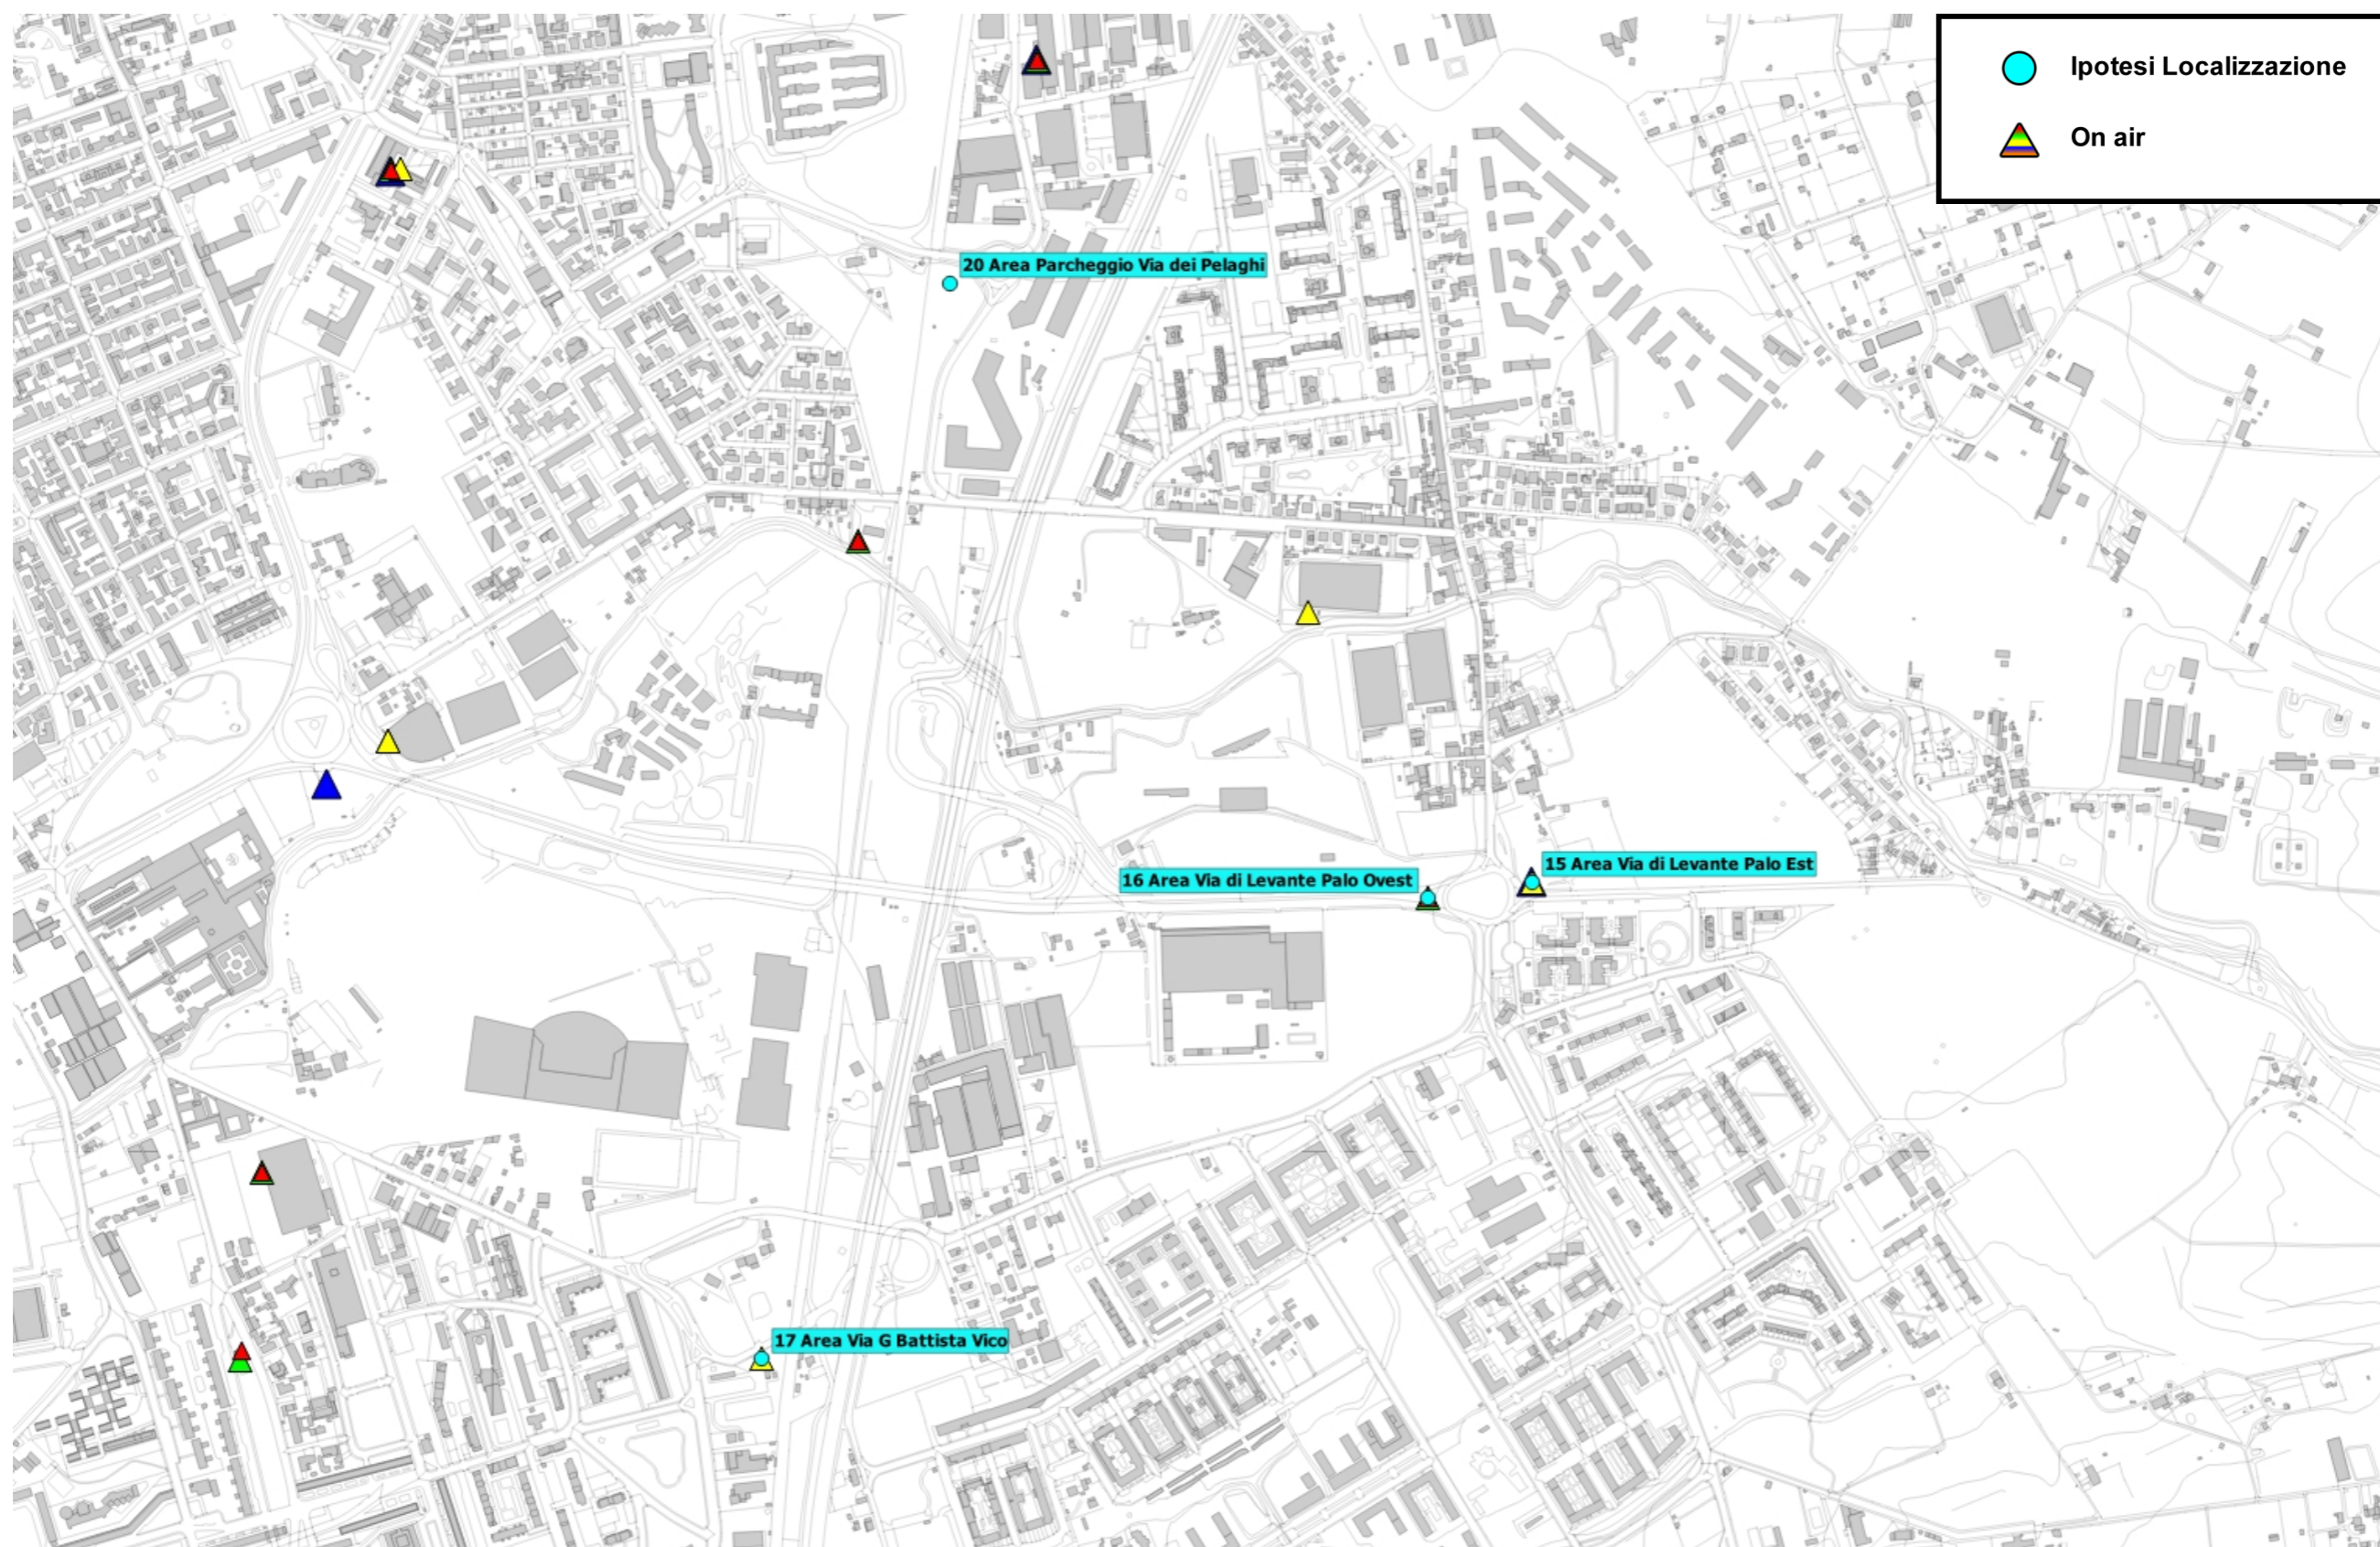 Ipotesi Localizzazione
On air
20 Area Parcheggio Via dei Pelaghi
15 Area Via di Levante Palo Est
16 Area Via di Levante Palo Ovest
17 Area Via G Battista Vico